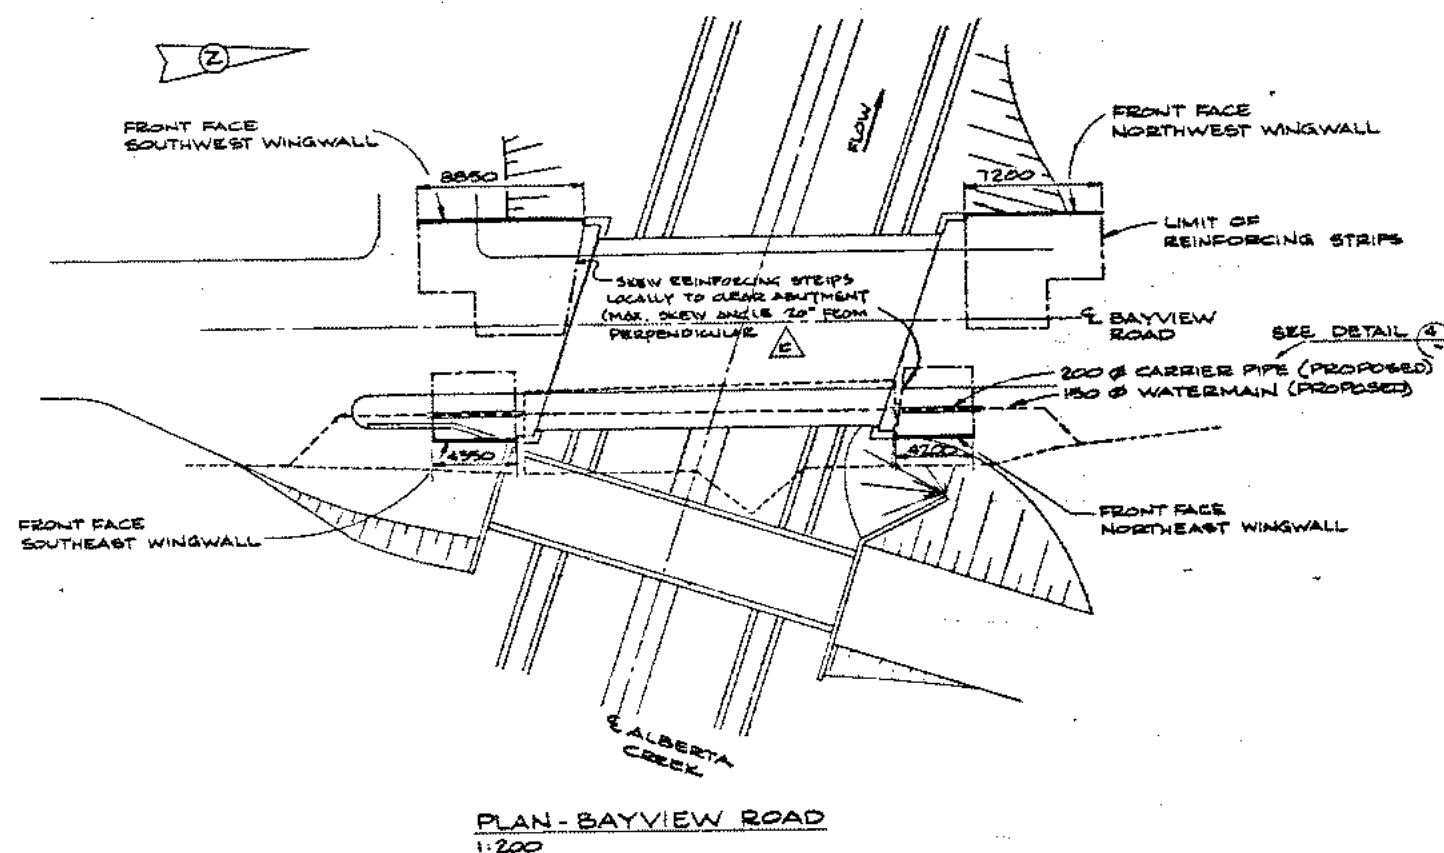 Z
FRONT FACE
SOUTHWEST WINGWALL
8850
FLOW
7200
FRONT FACE
NORTHWEST WINGWALL
LIMIT OF
REINFORCING STRIPS
SKEW REINFORCING STRIPS
LOCALLY TO CLEAR ABUTMENT
(MAX. SKEW ANGLE 20° FROM
PERPENDICULAR
E
℄ BAYVIEW
ROAD
SEE DETAIL 4
200 Ø CARRIER PIPE (PROPOSED)
150 Ø WATERMAIN (PROPOSED)
4350
4200
FRONT FACE
SOUTHEAST WINGWALL
FRONT FACE
NORTHEAST WINGWALL
℄ ALBERTA
CREEK
PLAN - BAYVIEW ROAD
1:200